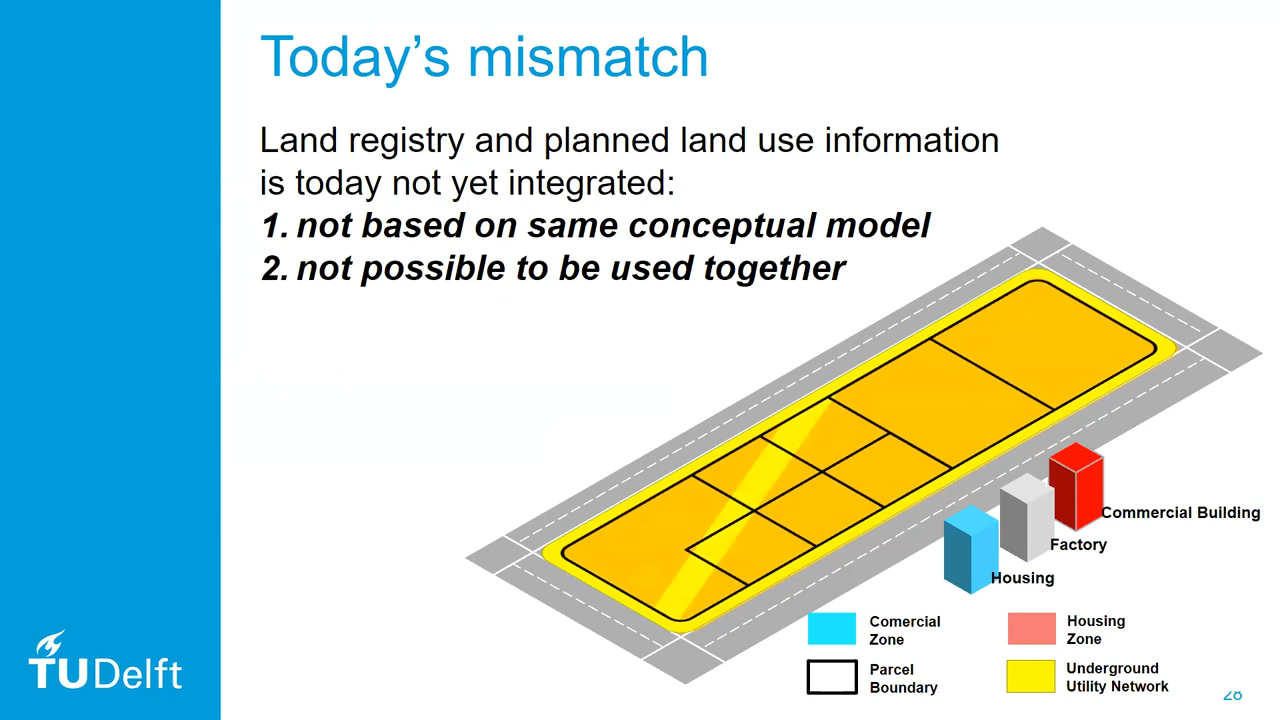 Today's mismatch
Land registry and planned land use information
is today not yet integrated:
1. not based on same conceptual model
2. not possible to be used together
Commercial Building
Factory
Housing
Comercial
Zone
Housing
Zone
Parcel
Boundary
Underground
Utility Network
TUDelft
28